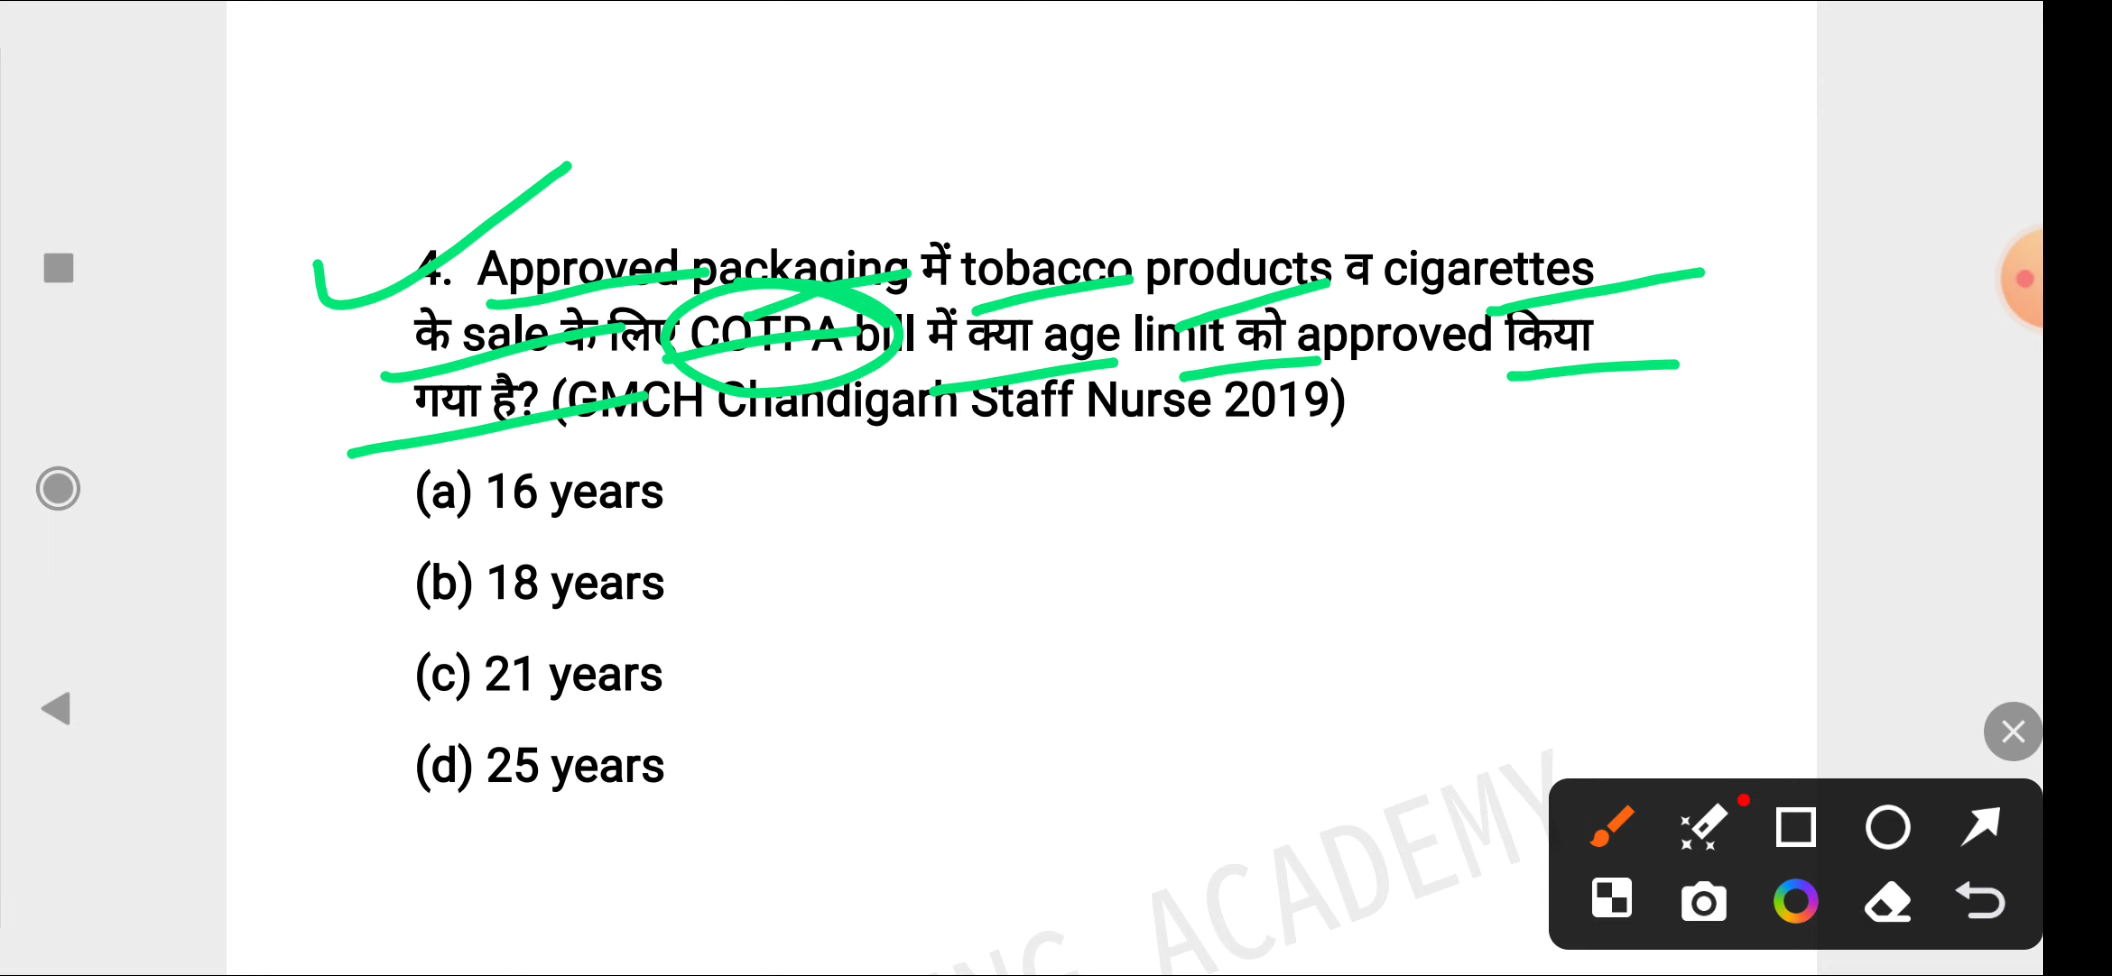 4. Approved packaging में tobacco products व cigarettes
के sale के लिए COTPA bill में क्या age limit को approved किया
गया है? (GMCH Chandigarh Staff Nurse 2019)
(a) 16 years
(b) 18 years
(c) 21 years
(d) 25 years
ACADEMY